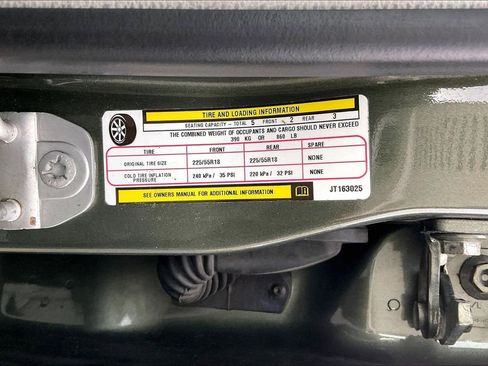 TIRE AND LOADING INFORMATION
SEATING CAPACITY - TOTAL 5 FRONT 2 REAR 3
THE COMBINED WEIGHT OF OCCUPANTS AND CARGO SHOULD NEVER EXCEED
390 KG OR 860 LB
TIRE FRONT REAR SPARE
ORIGINAL TIRE SIZE 225/55R18 225/55R18 NONE
COLD TIRE INFLATION PRESSURE 240 kPa / 35 PSI 220 kPa / 32 PSI NONE
SEE OWNERS MANUAL FOR ADDITIONAL INFORMATION JT163025